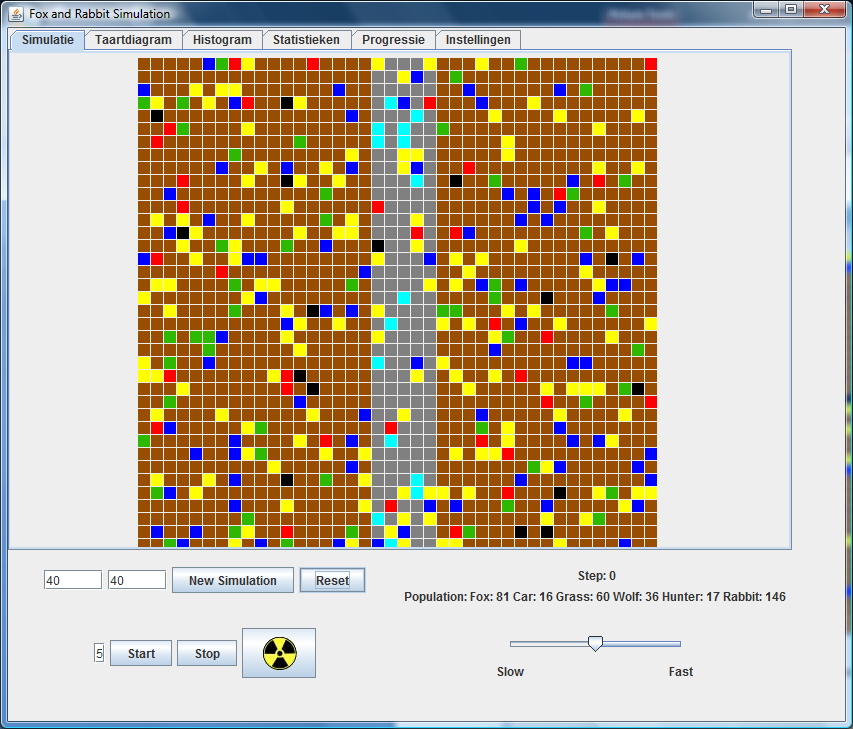 Fox and Rabbit Simulation
Simulatie Taartdiagram Histogram Statistieken Progressie Instellingen
40 40 New Simulation Reset
Step: 0
Population: Fox: 81 Car: 16 Grass: 60 Wolf: 36 Hunter: 17 Rabbit: 146
5 Start Stop
Slow Fast